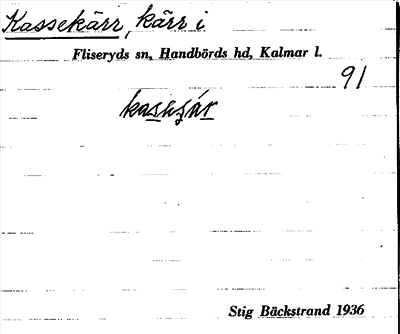 Kassekärr, kärr i
Fliseryds sn, Handbörds hd, Kalmar l.
91
Stig Bäckstrand 1936